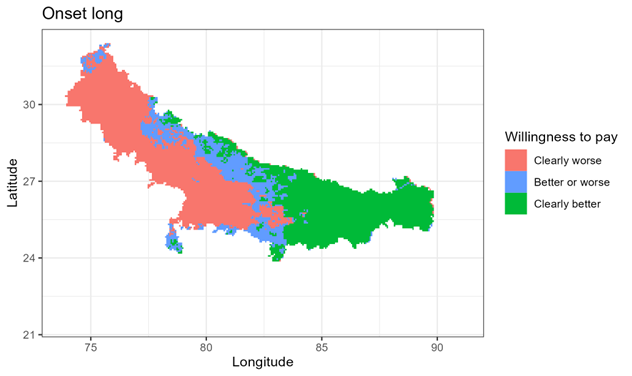 Onset long
Latitude
30
27
24
21
75
80
85
90
Longitude
Willingness to pay
Clearly worse
Better or worse
Clearly better